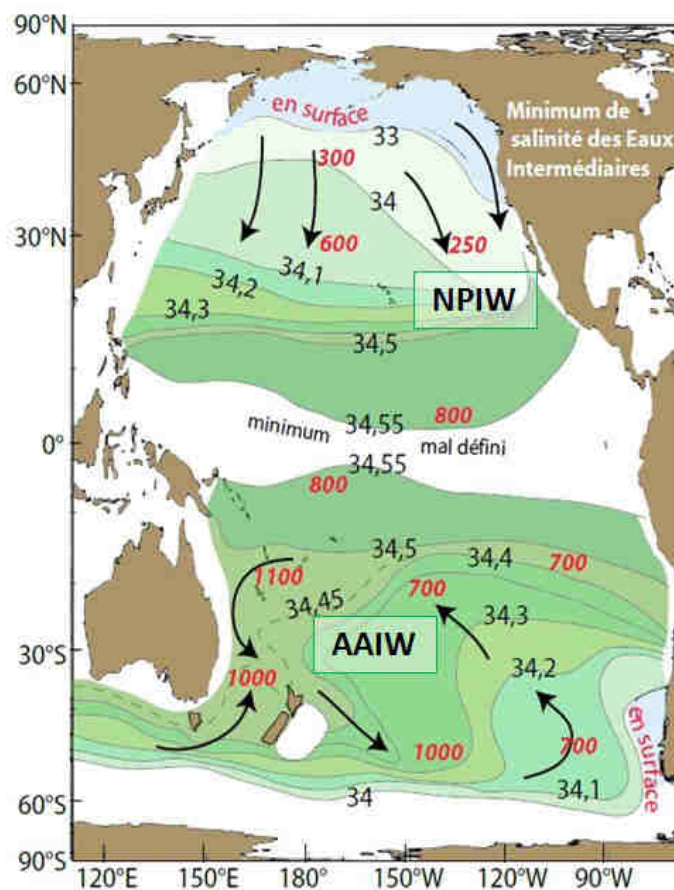 90°N
60°N
en surface
33
Minimum de
salinité des Eaux
Intermédiaires
300
34
30°N
600
250
34,1
34,2
NPIW
34,3
34,5
800
minimum
34,55
mal défini
0°
34,55
800
34,5
34,4
700
1100
700
34,45
34,3
AAIW
30°S
34,2
1000
en surface
1000
700
34,1
34
60°S
90°S
120°E
150°E
180°
150°W
120°W
90°W